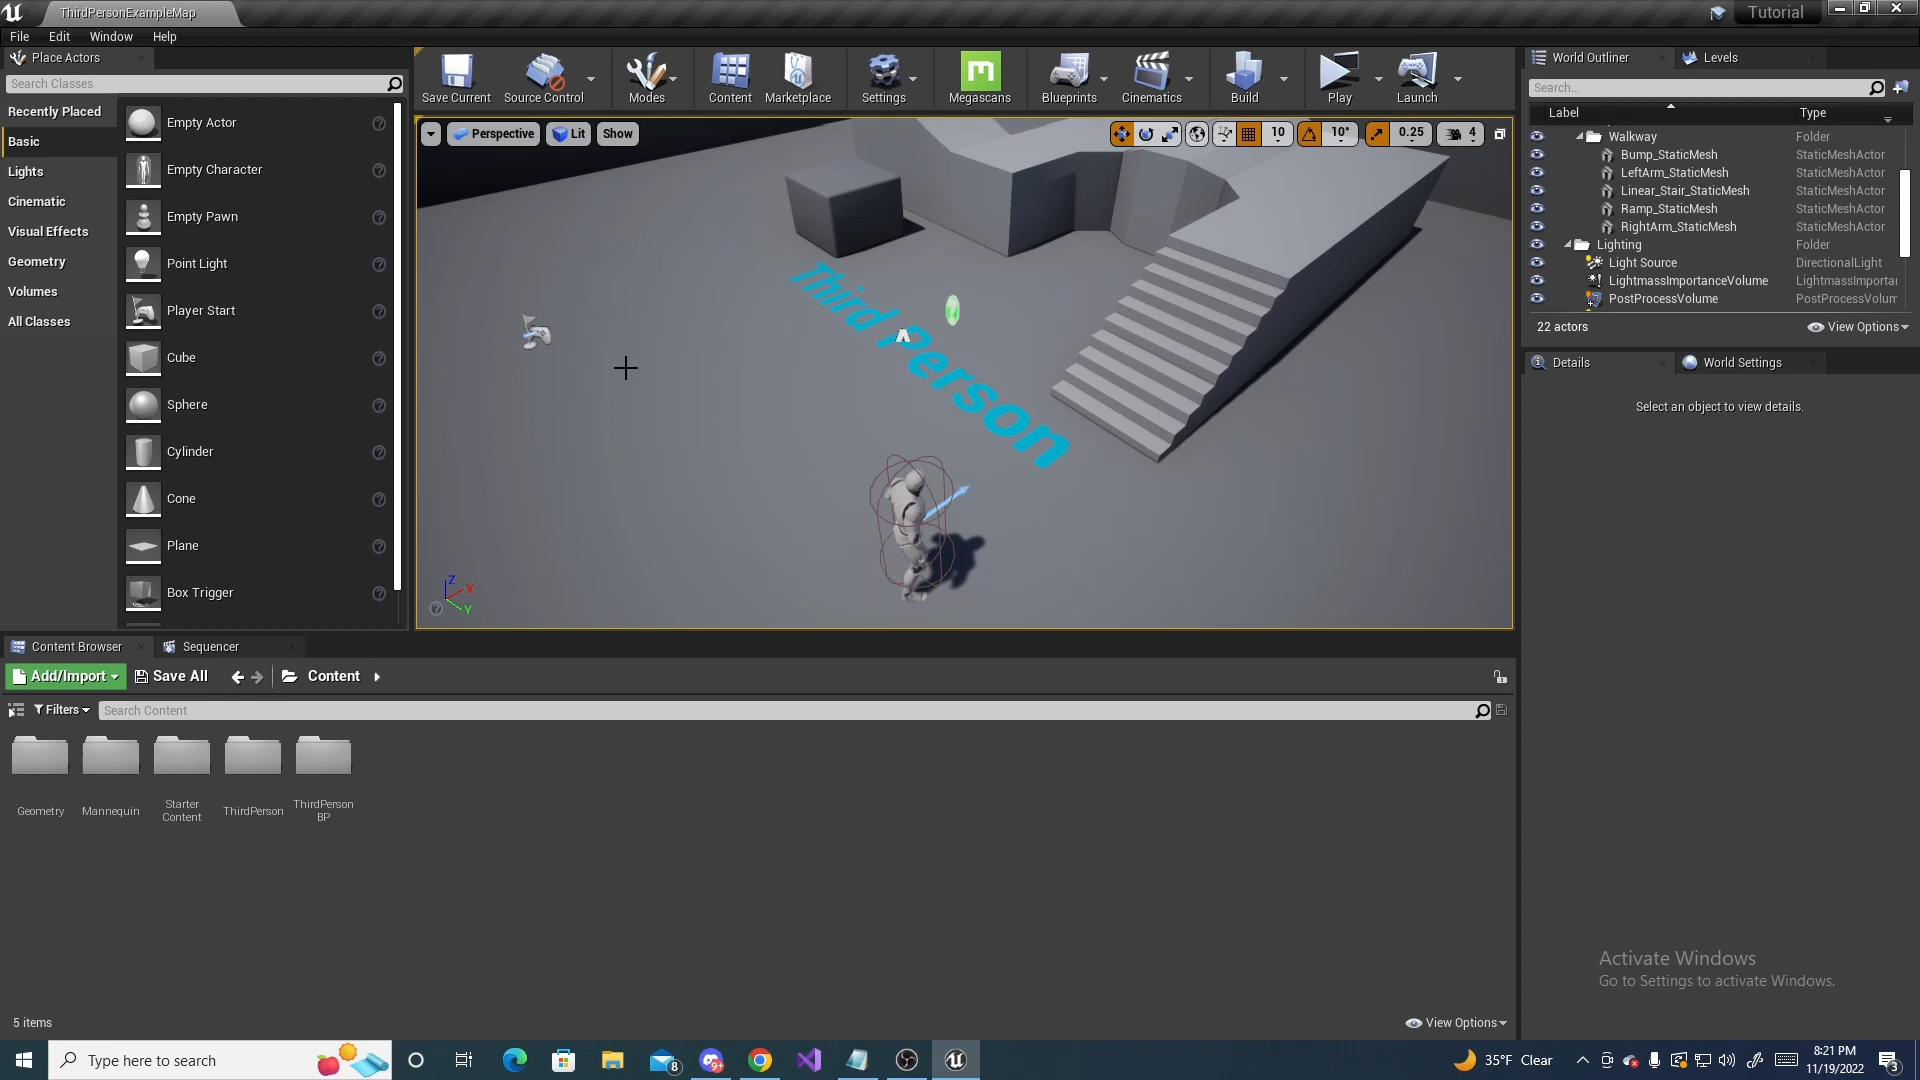 ThirdPersonExampleMap
Tutorial
File Edit Window Help
Place Actors
Search Classes
Recently Placed
Basic
Lights
Cinematic
Visual Effects
Geometry
Volumes
All Classes
Empty Actor
Empty Character
Empty Pawn
Point Light
Player Start
Cube
Sphere
Cylinder
Cone
Plane
Box Trigger
Save Current
Source Control
Modes
Content
Marketplace
Settings
Megascans
Blueprints
Cinematics
Build
Play
Launch
Perspective
Lit
Show
10
10°
0.25
4
Third Person
Z
X
Y
World Outliner
Levels
Search...
Label Type
Walkway Folder
Bump_StaticMesh StaticMeshActor
LeftArm_StaticMesh StaticMeshActor
Linear_Stair_StaticMesh StaticMeshActor
Ramp_StaticMesh StaticMeshActor
RightArm_StaticMesh StaticMeshActor
Lighting Folder
Light Source DirectionalLight
LightmassImportanceVolume LightmassImporta
PostProcessVolume PostProcessVolum
22 actors
View Options
Details
World Settings
Select an object to view details.
Content Browser
Sequencer
Add/Import
Save All
Content
Filters
Search Content
Geometry
Mannequin
Starter Content
ThirdPerson
ThirdPerson BP
5 items
View Options
Activate Windows
Go to Settings to activate Windows.
Type here to search
8
9+
35°F Clear
8:21 PM
11/19/2022
3